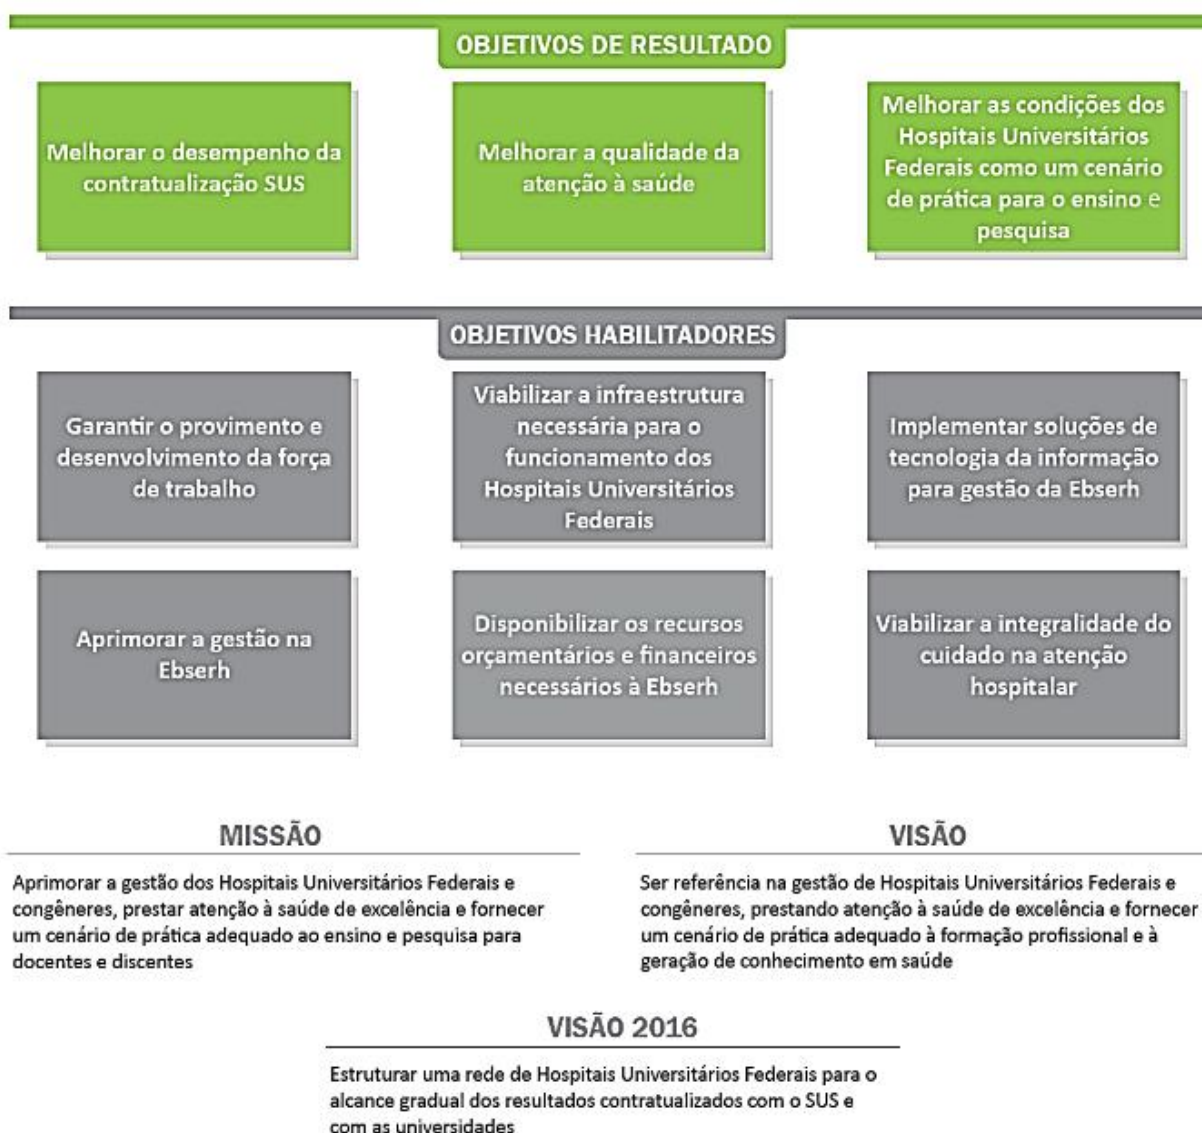 OBJETIVOS DE RESULTADO
Melhorar o desempenho da
contratualização SUS
Melhorar a qualidade da
atenção à saúde
Melhorar as condições dos
Hospitais Universitários
Federais como um cenário
de prática para o ensino e
pesquisa
OBJETIVOS HABILITADORES
Garantir o provimento e
desenvolvimento da força
de trabalho
Viabilizar a infraestrutura
necessária para o
funcionamento dos
Hospitais Universitários
Federais
Implementar soluções de
tecnologia da informação
para gestão da Ebserh
Aprimorar a gestão na
Ebserh
Disponibilizar os recursos
orçamentários e financeiros
necessários à Ebserh
Viabilizar a integralidade do
cuidado na atenção
hospitalar
MISSÃO
Aprimorar a gestão dos Hospitais Universitários Federais e
congêneres, prestar atenção à saúde de excelência e fornecer
um cenário de prática adequado ao ensino e pesquisa para
docentes e discentes
VISÃO
Ser referência na gestão de Hospitais Universitários Federais e
congêneres, prestando atenção à saúde de excelência e fornecer
um cenário de prática adequado à formação profissional e à
geração de conhecimento em saúde
VISÃO 2016
Estruturar uma rede de Hospitais Universitários Federais para o
alcance gradual dos resultados contratualizados com o SUS e
com as universidades